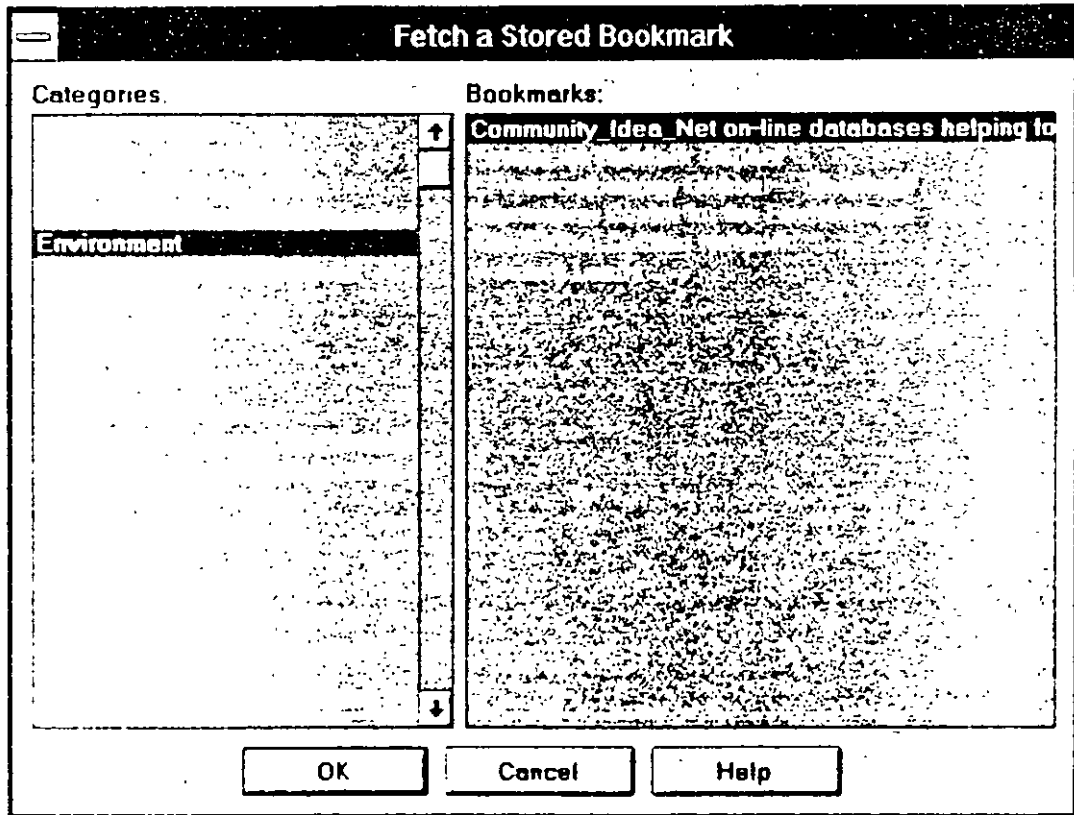 Fetch a Stored Bookmark
Categories.
Bookmarks:
Community_Idea_Net on-line databases helping to
Environment
OK
Cancel
Help